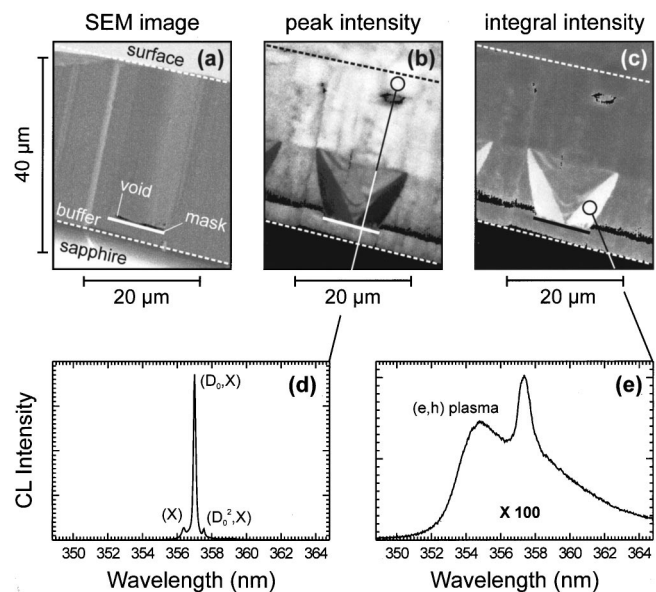 SEM image
peak intensity
integral intensity
(a)
(b)
(c)
surface
40 µm
void
buffer
mask
sapphire
20 µm
20 µm
20 µm
(d)
(e)
(D₀,X)
(X)
(D₀²,X)
(e,h) plasma
X 100
CL Intensity
350 352 354 356 358 360 362 364
350 352 354 356 358 360 362 364
Wavelength (nm)
Wavelength (nm)